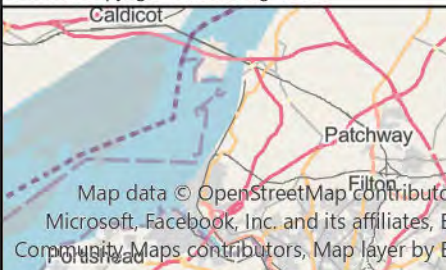 Caldicot
Patchway
Filton
Map data © OpenStreetMap contributo
Microsoft, Facebook, Inc. and its affiliates, E
Community Maps contributors, Map layer by E
Portishead